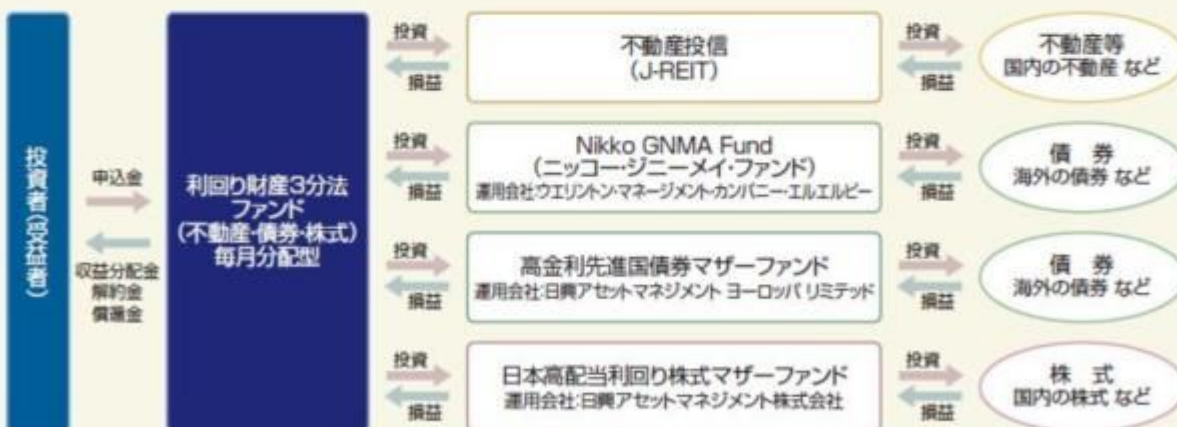 投資者(受益者)
申込金
収益分配金
解約金
償還金
利回り財産3分法
ファンド
(不動産・債券・株式)
毎月分配型
投資
損益
不動産投信
(J-REIT)
投資
損益
不動産等
国内の不動産 など
投資
損益
Nikko GNMA Fund
(ニッコー・ジニーメイ・ファンド)
運用会社:ウエリントン・マネージメント・カンパニー・エルエルピー
投資
損益
債 券
海外の債券 など
投資
損益
高金利先進国債券マザーファンド
運用会社:日興アセットマネジメント ヨーロッパ リミテッド
投資
損益
債 券
海外の債券 など
投資
損益
日本高配当利回り株式マザーファンド
運用会社:日興アセットマネジメント株式会社
投資
損益
株 式
国内の株式 など